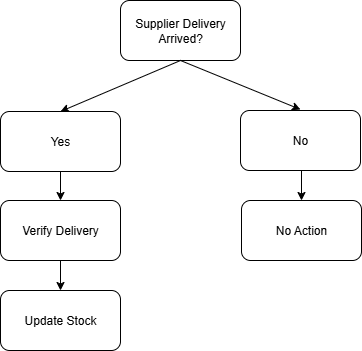 Supplier Delivery
Arrived?
Yes
No
Verify Delivery
No Action
Update Stock